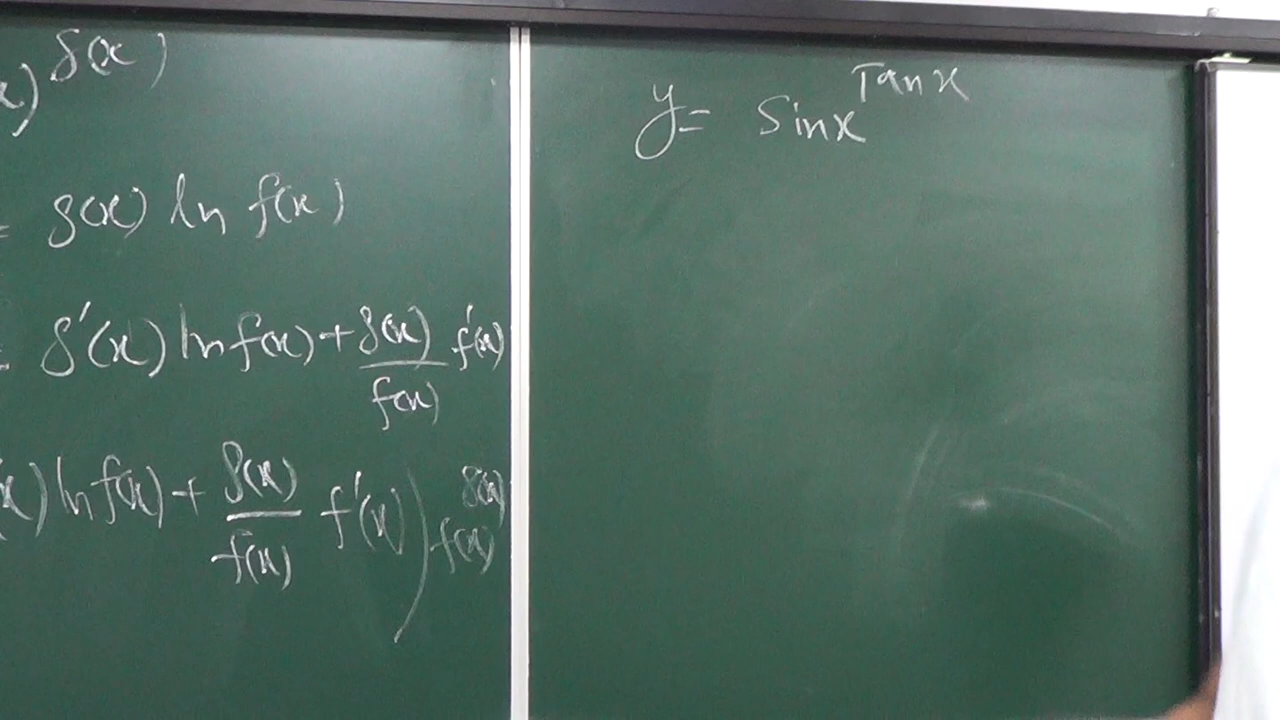 x) g(x)
= g(x) ln f(x)
= g'(x) ln f(x) + g(x)/f(x) · f'(x)
(x) ln f(x) + g(x)/f(x) f'(x)) f(x)^g(x)
y = Sinx^Tanx